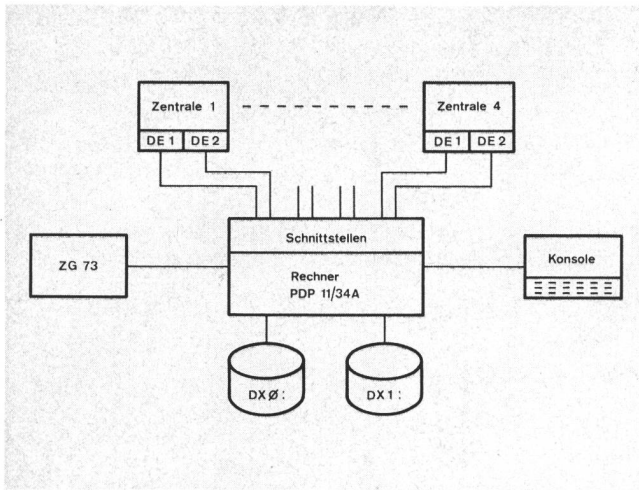 Zentrale 1
Zentrale 4
DE 1 DE 2
DE 1 DE 2
Schnittstellen
ZG 73
Rechner
PDP 11/34A
Konsole
DXØ:
DX1: